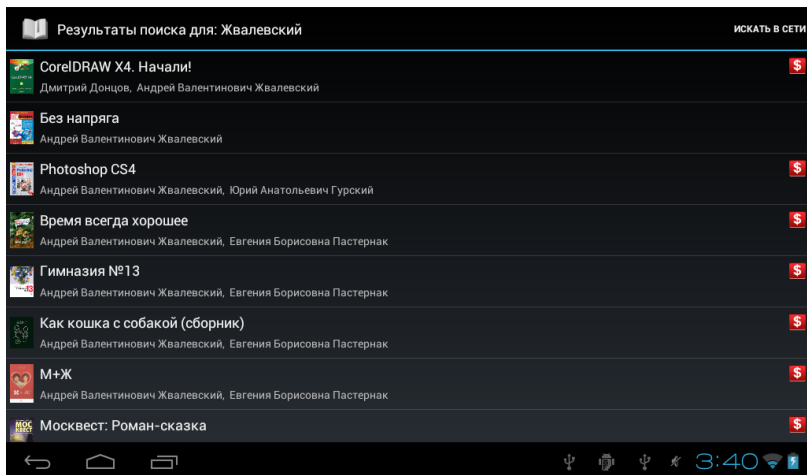 Результаты поиска для: Жвалевский
ИСКАТЬ В СЕТИ
CorelDRAW X4. Начали!
Дмитрий Донцов, Андрей Валентинович Жвалевский
Без напряга
Андрей Валентинович Жвалевский
Photoshop CS4
Андрей Валентинович Жвалевский, Юрий Анатольевич Гурский
Время всегда хорошее
Андрей Валентинович Жвалевский, Евгения Борисовна Пастернак
Гимназия №13
Андрей Валентинович Жвалевский, Евгения Борисовна Пастернак
Как кошка с собакой (сборник)
Андрей Валентинович Жвалевский, Евгения Борисовна Пастернак
М+Ж
Андрей Валентинович Жвалевский, Евгения Борисовна Пастернак
Москвест: Роман-сказка
3:40